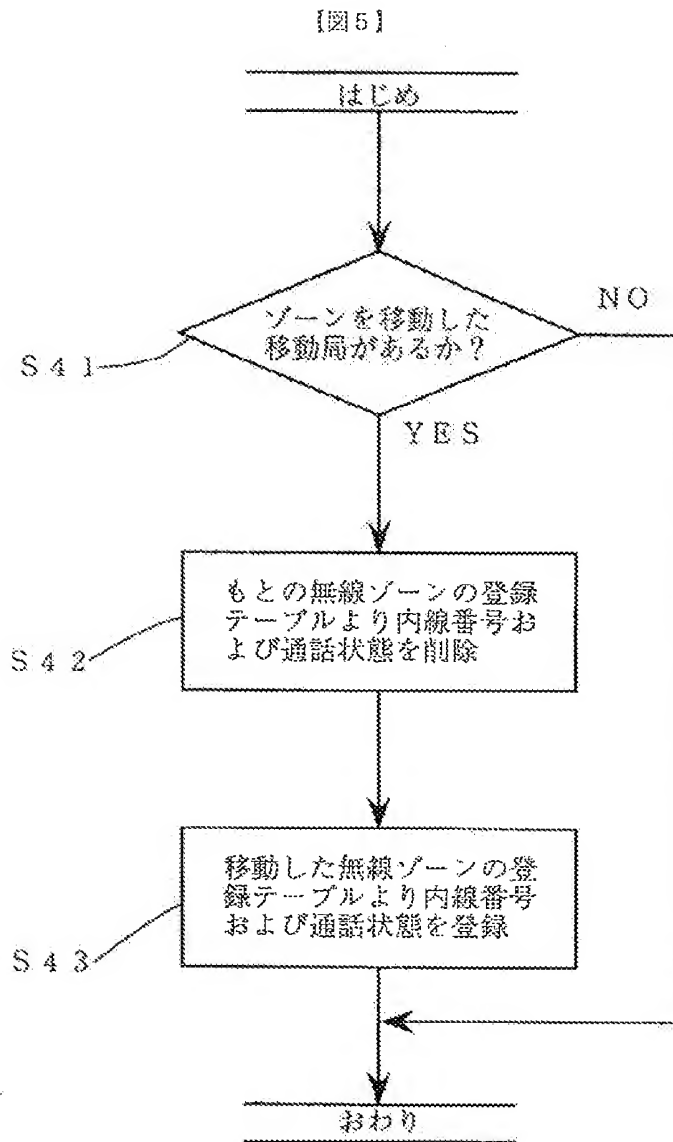 【図5】
はじめ
ゾーンを移動した
移動局があるか?
NO
S41
YES
もとの無線ゾーンの登録
テーブルより内線番号お
よび通話状態を削除
S42
移動した無線ゾーンの登
録テーブルより内線番号
および通話状態を登録
S43
おわり